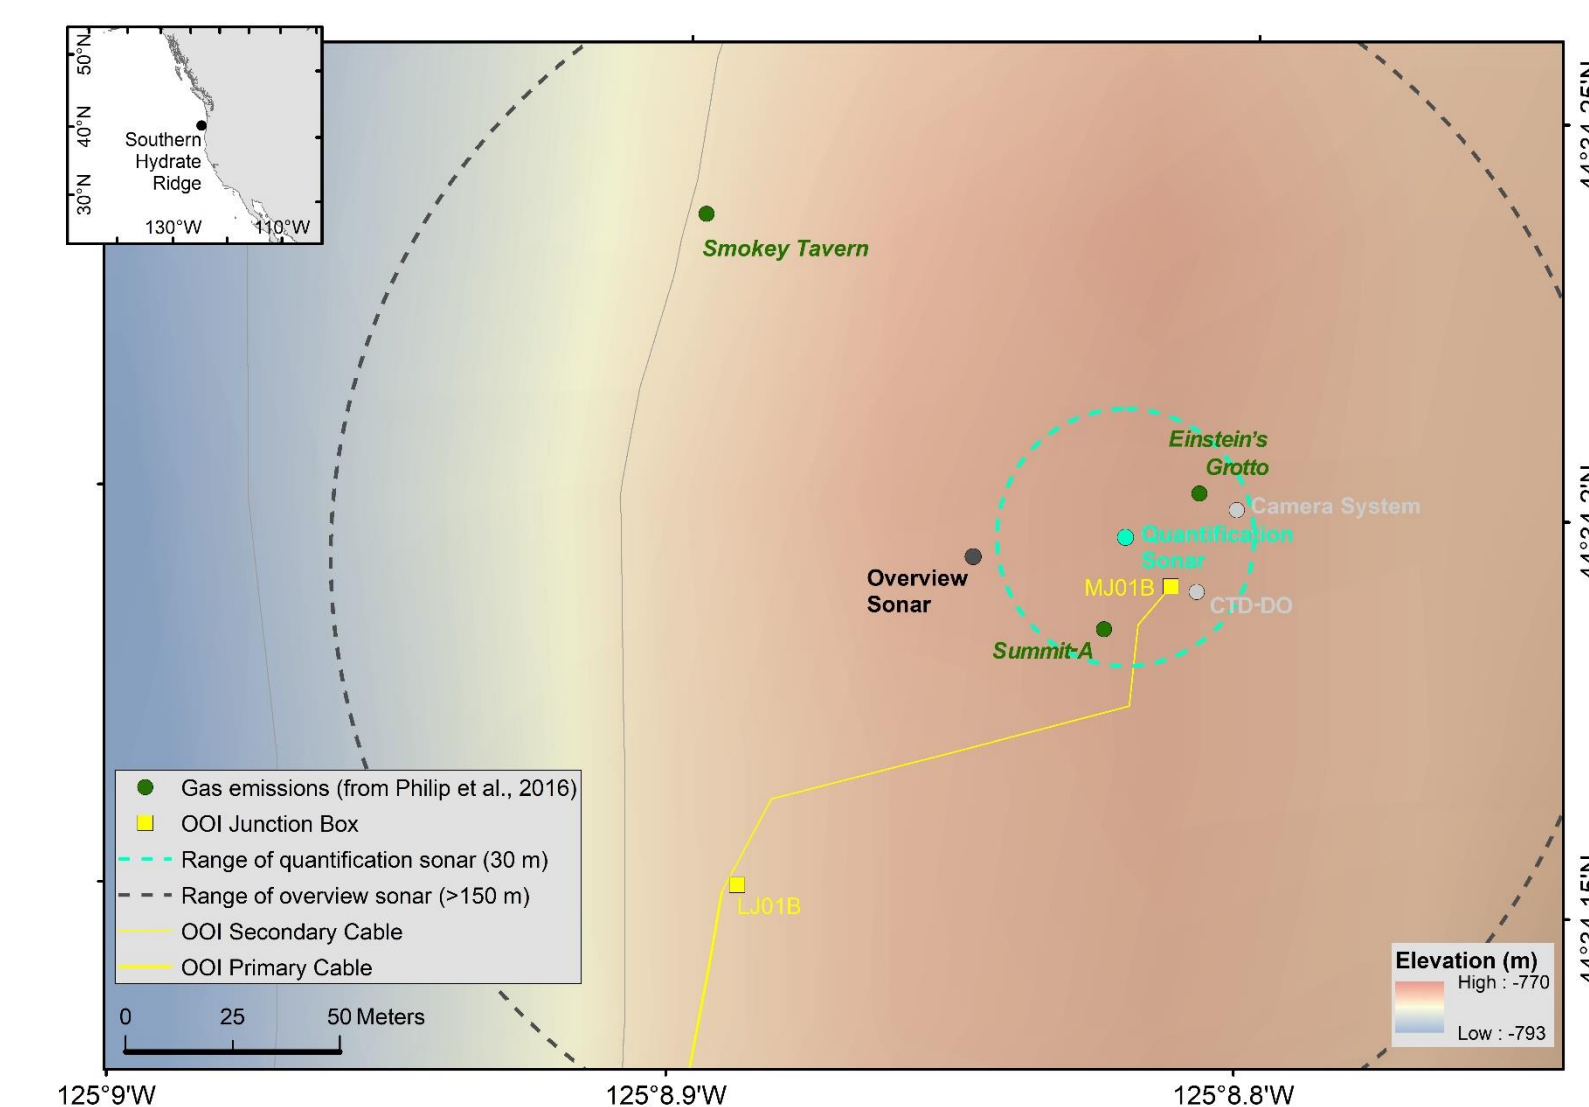 50°N
40°N
30°N
Southern
Hydrate
Ridge
130°W
110°W
Smokey Tavern
Einstein's
Grotto
Camera System
Quantification
Sonar
Overview
Sonar
MJ01B
CTD-DO
Summit-A
LJ01B
Gas emissions (from Philip et al., 2016)
OOI Junction Box
Range of quantification sonar (30 m)
Range of overview sonar (>150 m)
OOI Secondary Cable
OOI Primary Cable
0 25 50 Meters
Elevation (m)
High : -770
Low : -793
125°9'W
125°8.9'W
125°8.8'W